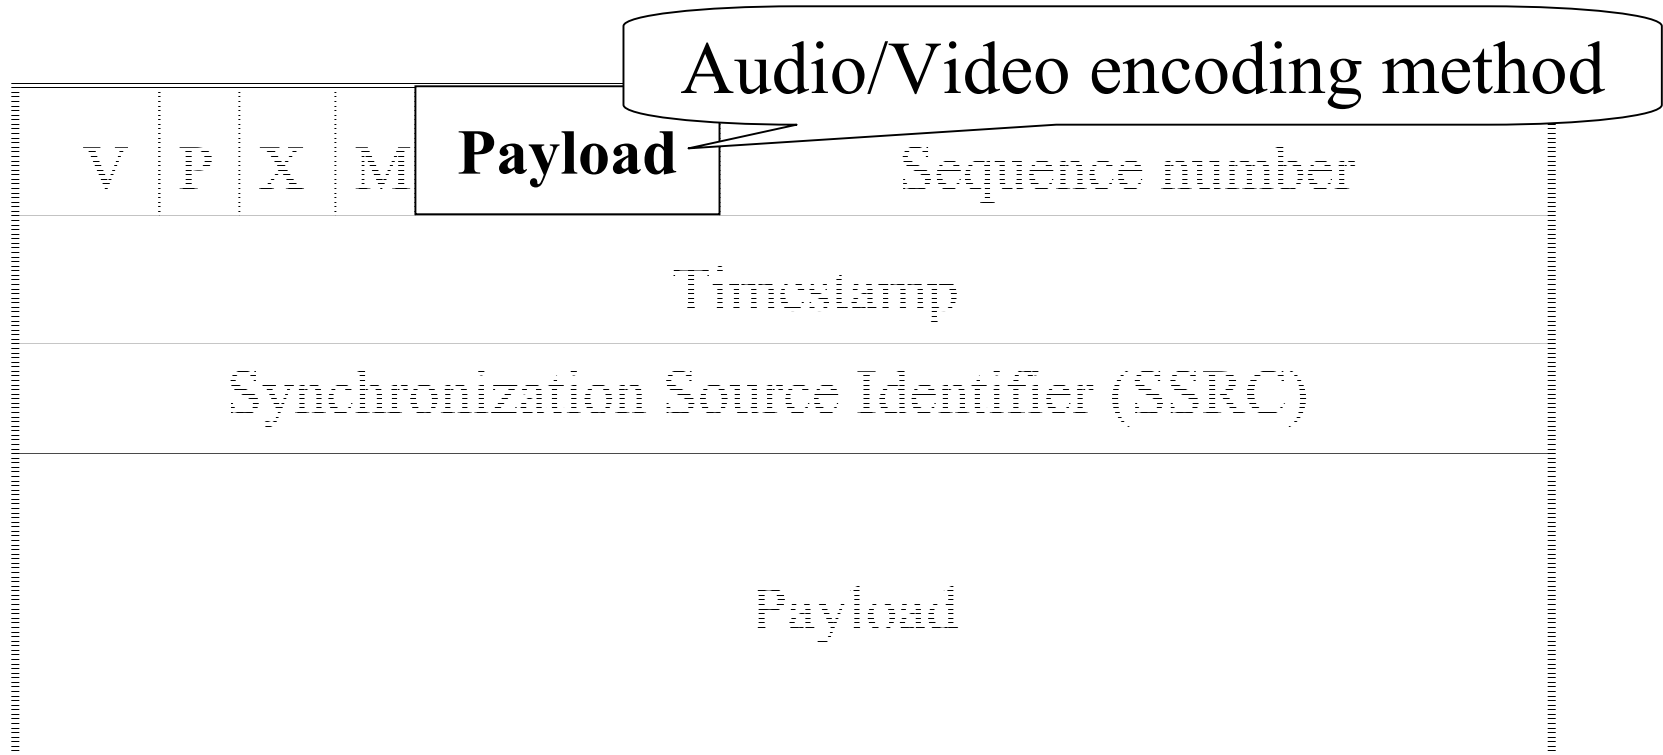 Audio/Video encoding method
V P X M Payload Sequence number
Timestamp
Synchronization Source Identifier (SSRC)
Payload